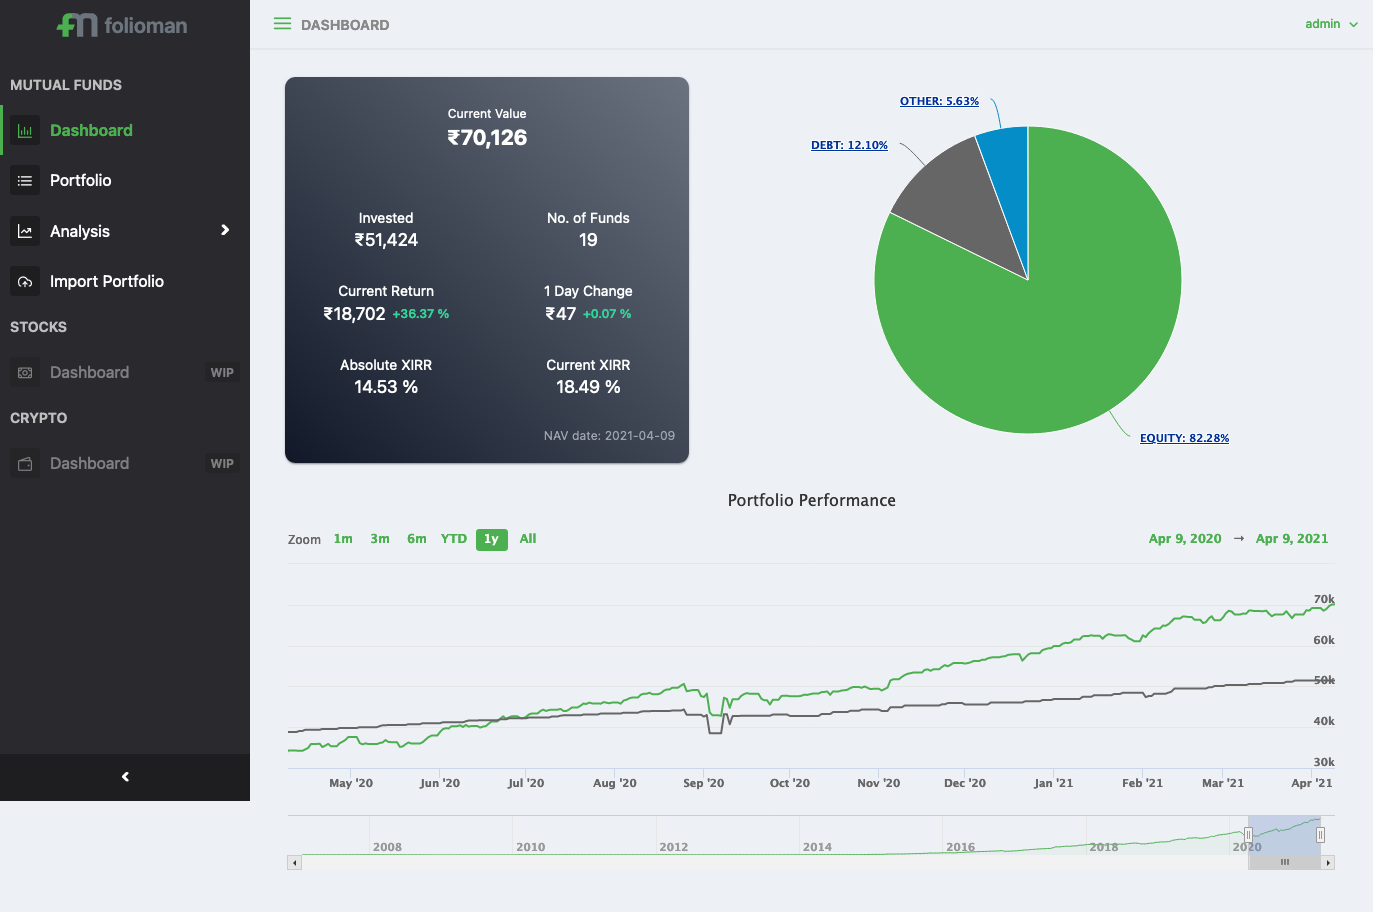 folioman
DASHBOARD
admin
MUTUAL FUNDS
Dashboard
Portfolio
Analysis
Import Portfolio
STOCKS
Dashboard WIP
CRYPTO
Dashboard WIP
Current Value
₹70,126
Invested
₹51,424
No. of Funds
19
Current Return
₹18,702 +36.37 %
1 Day Change
₹47 +0.07 %
Absolute XIRR
14.53 %
Current XIRR
18.49 %
NAV date: 2021-04-09
OTHER: 5.63%
DEBT: 12.10%
EQUITY: 82.28%
Portfolio Performance
Zoom 1m 3m 6m YTD 1y All
Apr 9, 2020 → Apr 9, 2021
70k
60k
50k
40k
30k
May '20 Jun '20 Jul '20 Aug '20 Sep '20 Oct '20 Nov '20 Dec '20 Jan '21 Feb '21 Mar '21 Apr '21
2008 2010 2012 2014 2016 2018 2020